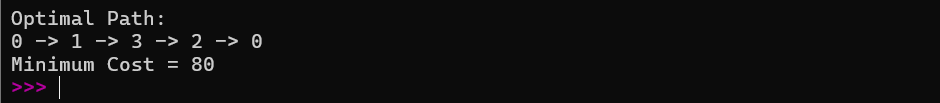 Optimal Path:
0 -> 1 -> 3 -> 2 -> 0
Minimum Cost = 80
>>>